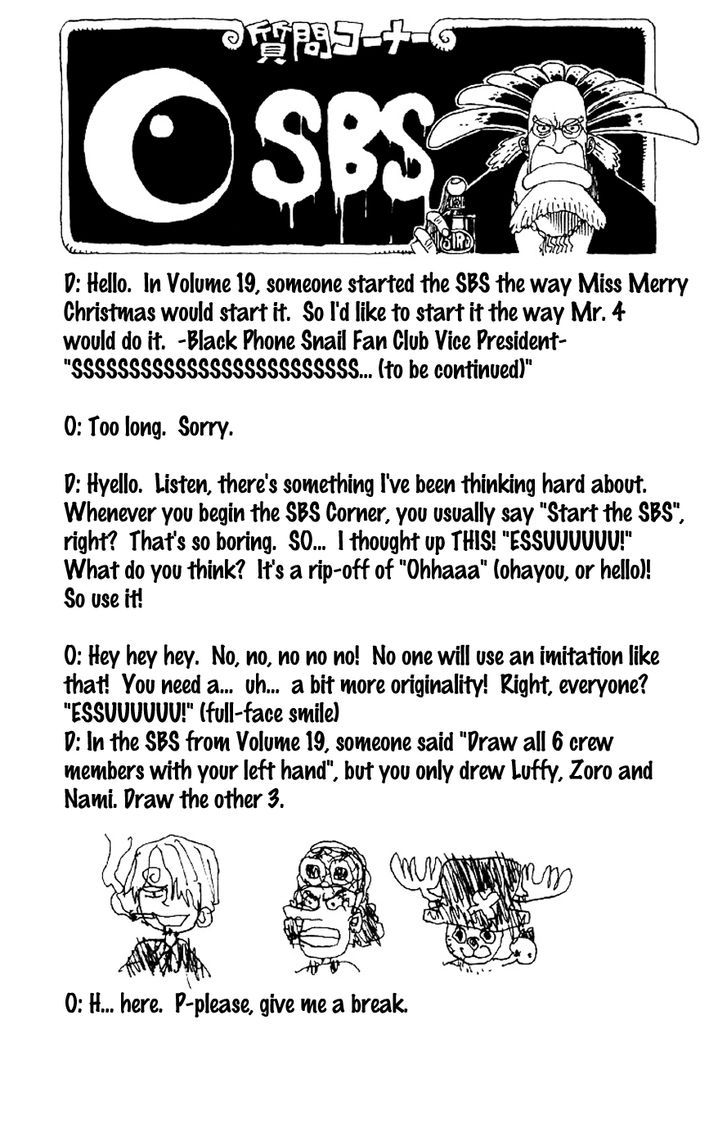 質問コーナー
SBS
D: Hello. In Volume 19, someone started the SBS the way Miss Merry
Christmas would start it. So I'd like to start it the way Mr. 4
would do it. -Black Phone Snail Fan Club Vice President-
"SSSSSSSSSSSSSSSSSSSSSSSSS... (to be continued)"
O: Too long. Sorry.
D: Hyello. Listen, there's something I've been thinking hard about.
Whenever you begin the SBS Corner, you usually say "Start the SBS",
right? That's so boring. SO... I thought up THIS! "ESSUUUUUU!"
What do you think? It's a rip-off of "Ohhaaa" (ohayou, or hello)!
So use it!
O: Hey hey hey. No, no, no no no! No one will use an imitation like
that! You need a... uh... a bit more originality! Right, everyone?
"ESSUUUUUU!" (full-face smile)
D: In the SBS from Volume 19, someone said "Draw all 6 crew
members with your left hand", but you only drew Luffy, Zoro and
Nami. Draw the other 3.
O: H... here. P-please, give me a break.